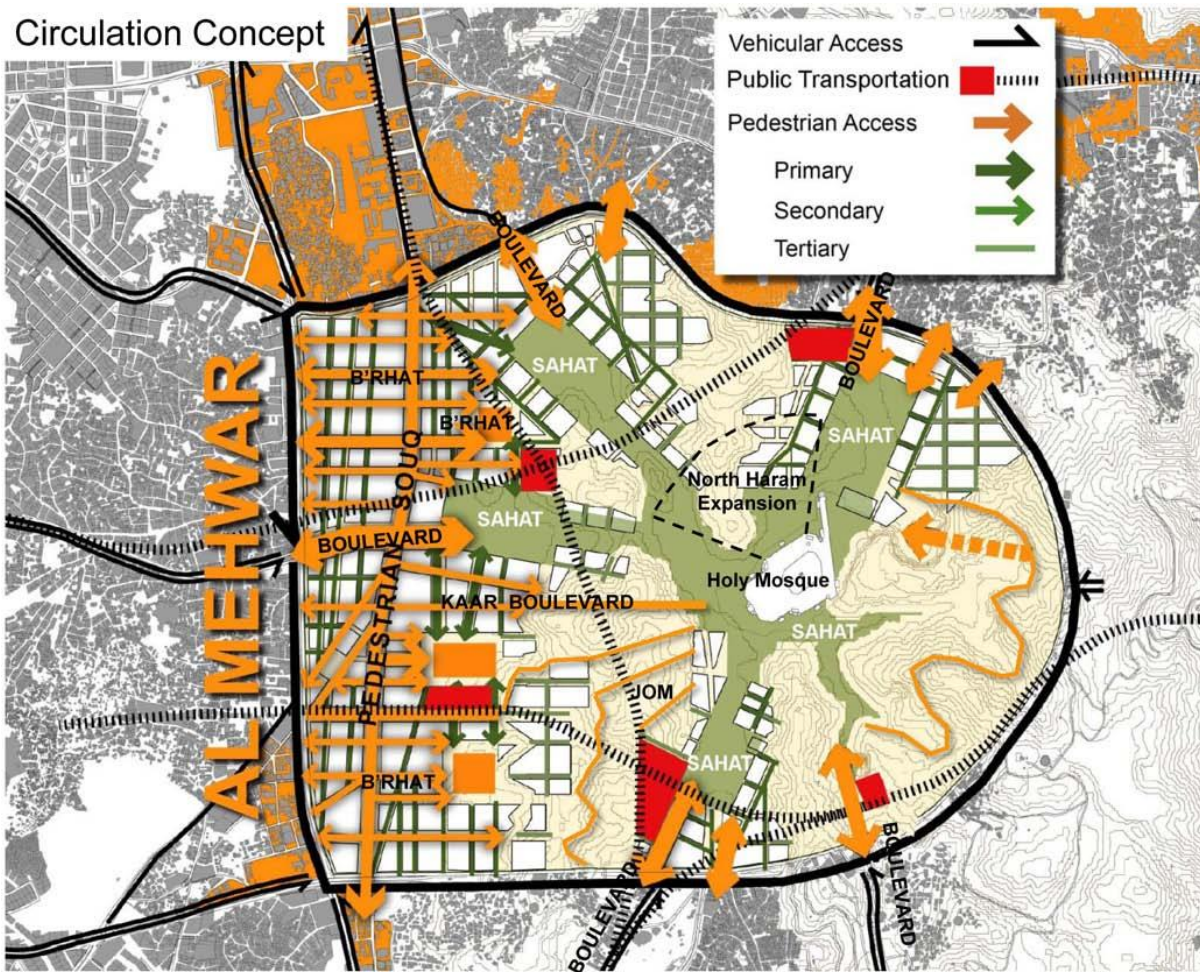 Circulation Concept
Vehicular Access
Public Transportation
Pedestrian Access
Primary
Secondary
Tertiary
BOULEVARD
BOULEVARD
SAHAT
B'RHAT
B'RHAT
SAHAT
North Haram
Expansion
AL MEHWAR
PEDESTRIAN SOUQ
SAHAT
BOULEVARD
Holy Mosque
KAAR BOULEVARD
SAHAT
JOM
SAHAT
B'RHAT
BOULEVARD
BOULEVARD
BOULEVARD